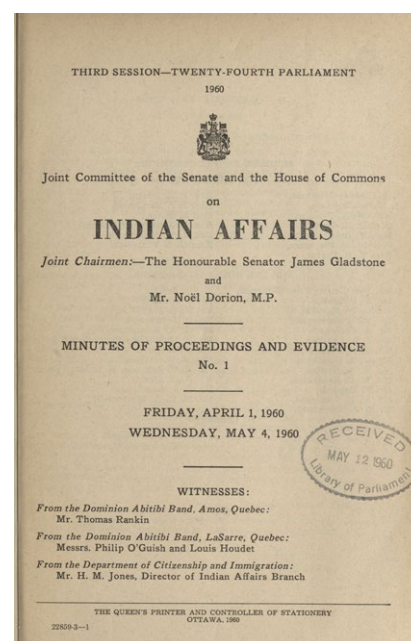 THIRD SESSION—TWENTY-FOURTH PARLIAMENT
1960
Joint Committee of the Senate and the House of Commons
on
INDIAN AFFAIRS
Joint Chairmen:—The Honourable Senator James Gladstone
and
Mr. Noël Dorion, M.P.
MINUTES OF PROCEEDINGS AND EVIDENCE
No. 1
FRIDAY, APRIL 1, 1960
WEDNESDAY, MAY 4, 1960
RECEIVED
MAY 12 1960
Library of Parliament
WITNESSES:
From the Dominion Abitibi Band, Amos, Quebec:
Mr. Thomas Rankin
From the Dominion Abitibi Band, LaSarre, Quebec:
Messrs. Philip O'Guish and Louis Houdet
From the Department of Citizenship and Immigration:
Mr. H. M. Jones, Director of Indian Affairs Branch
THE QUEEN'S PRINTER AND CONTROLLER OF STATIONERY
OTTAWA, 1960
22859-3—1